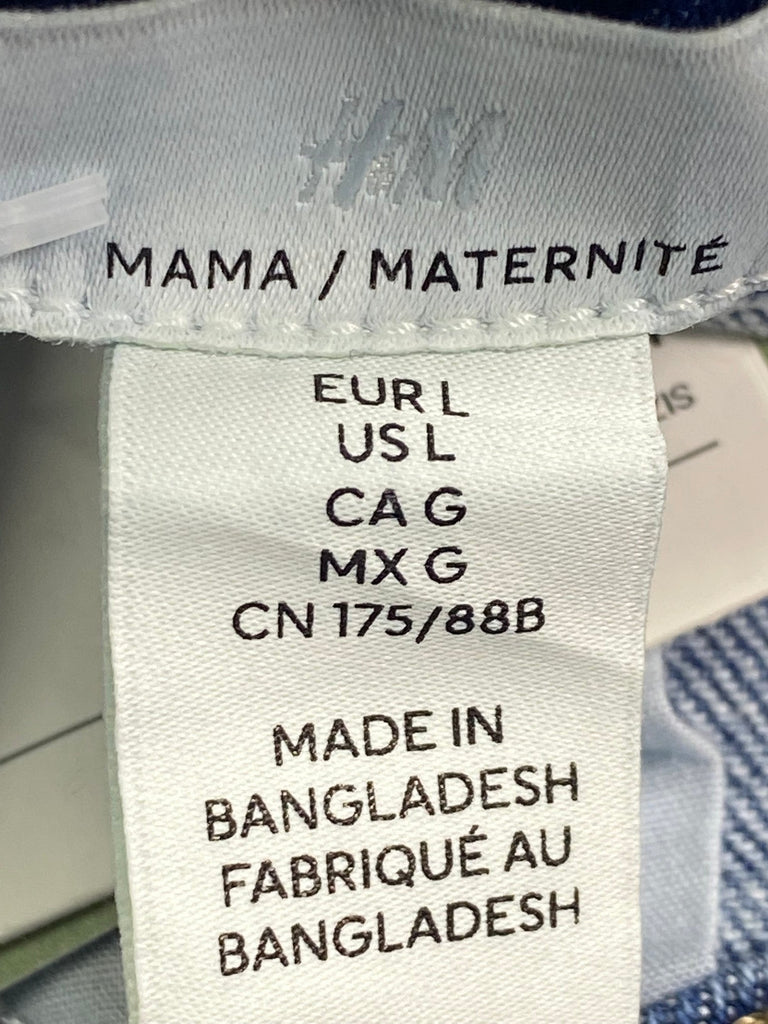 H&M
MAMA / MATERNITÉ
EUR L
US L
CA G
MX G
CN 175/88B
MADE IN
BANGLADESH
FABRIQUÉ AU
BANGLADESH